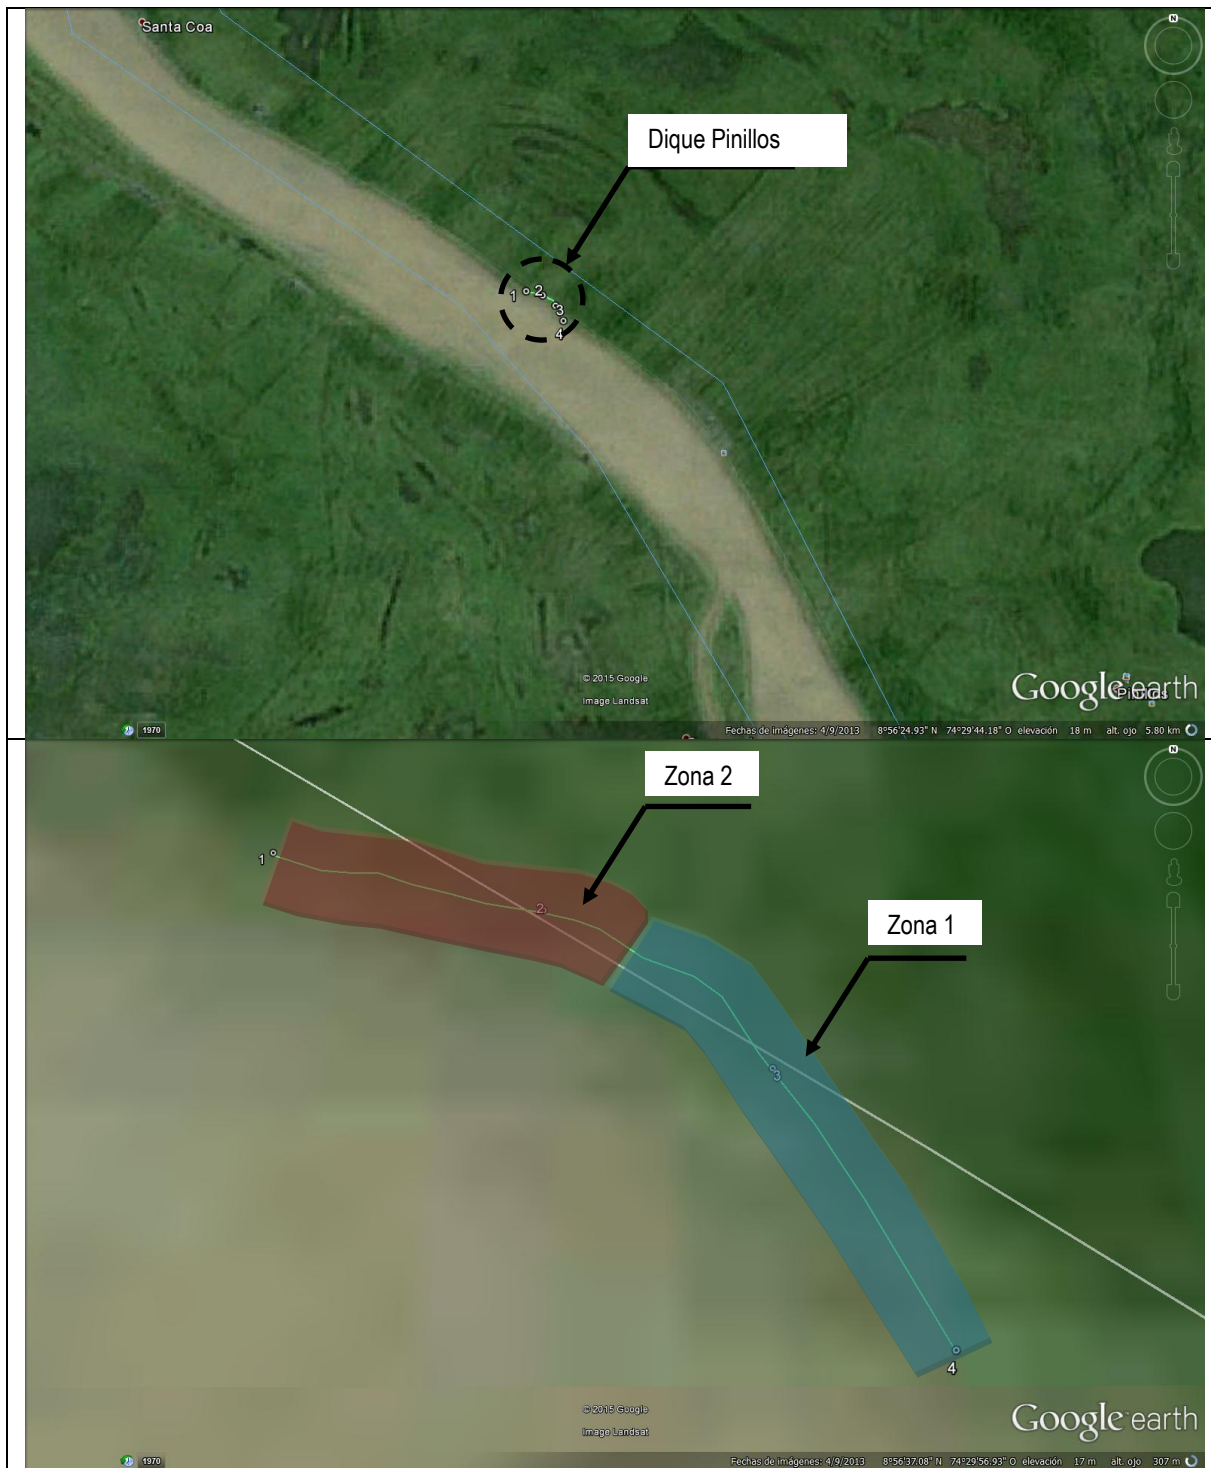 Santa Coa
N
Dique Pinillos
1
2
3
4
Google earth
Pinillos
© 2015 Google
Image Landsat
1970
Fechas de imágenes: 4/9/2013 8°56'24.93" N 74°29'44.18" O elevación 18 m alt. ojo 5.80 km
N
Zona 2
1
2
Zona 1
3
4
© 2015 Google
Image Landsat
Google earth
1970
Fechas de imágenes: 4/9/2013 8°56'37.08" N 74°29'56.93" O elevación 17 m alt. ojo 307 m